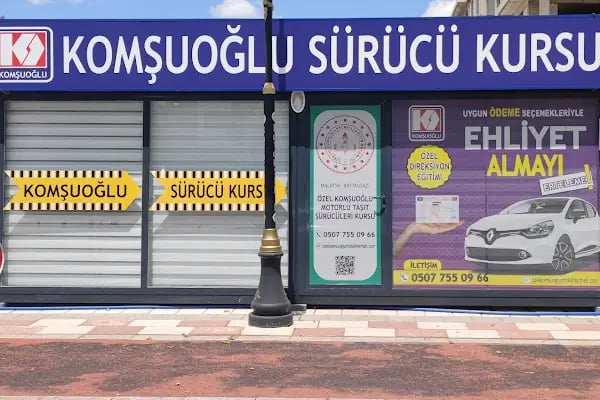 KOMŞUOĞLU
KOMŞUOĞLU SÜRÜCÜ KURSU
KOMŞUOĞLU
SÜRÜCÜ KURS
MALATYA - BATTALGAZİ
ÖZEL KOMŞUOĞLU
MOTORLU TAŞIT
SÜRÜCÜLERİ KURSU
0507 755 09 66
KOMŞUOĞLU
UYGUN ÖDEME SEÇENEKLERİYLE
EHLİYET
ALMAYI
ERTELEME!
ÖZEL
DİREKSİYON
EĞİTİMİ
İLETİŞİM
0507 755 09 66